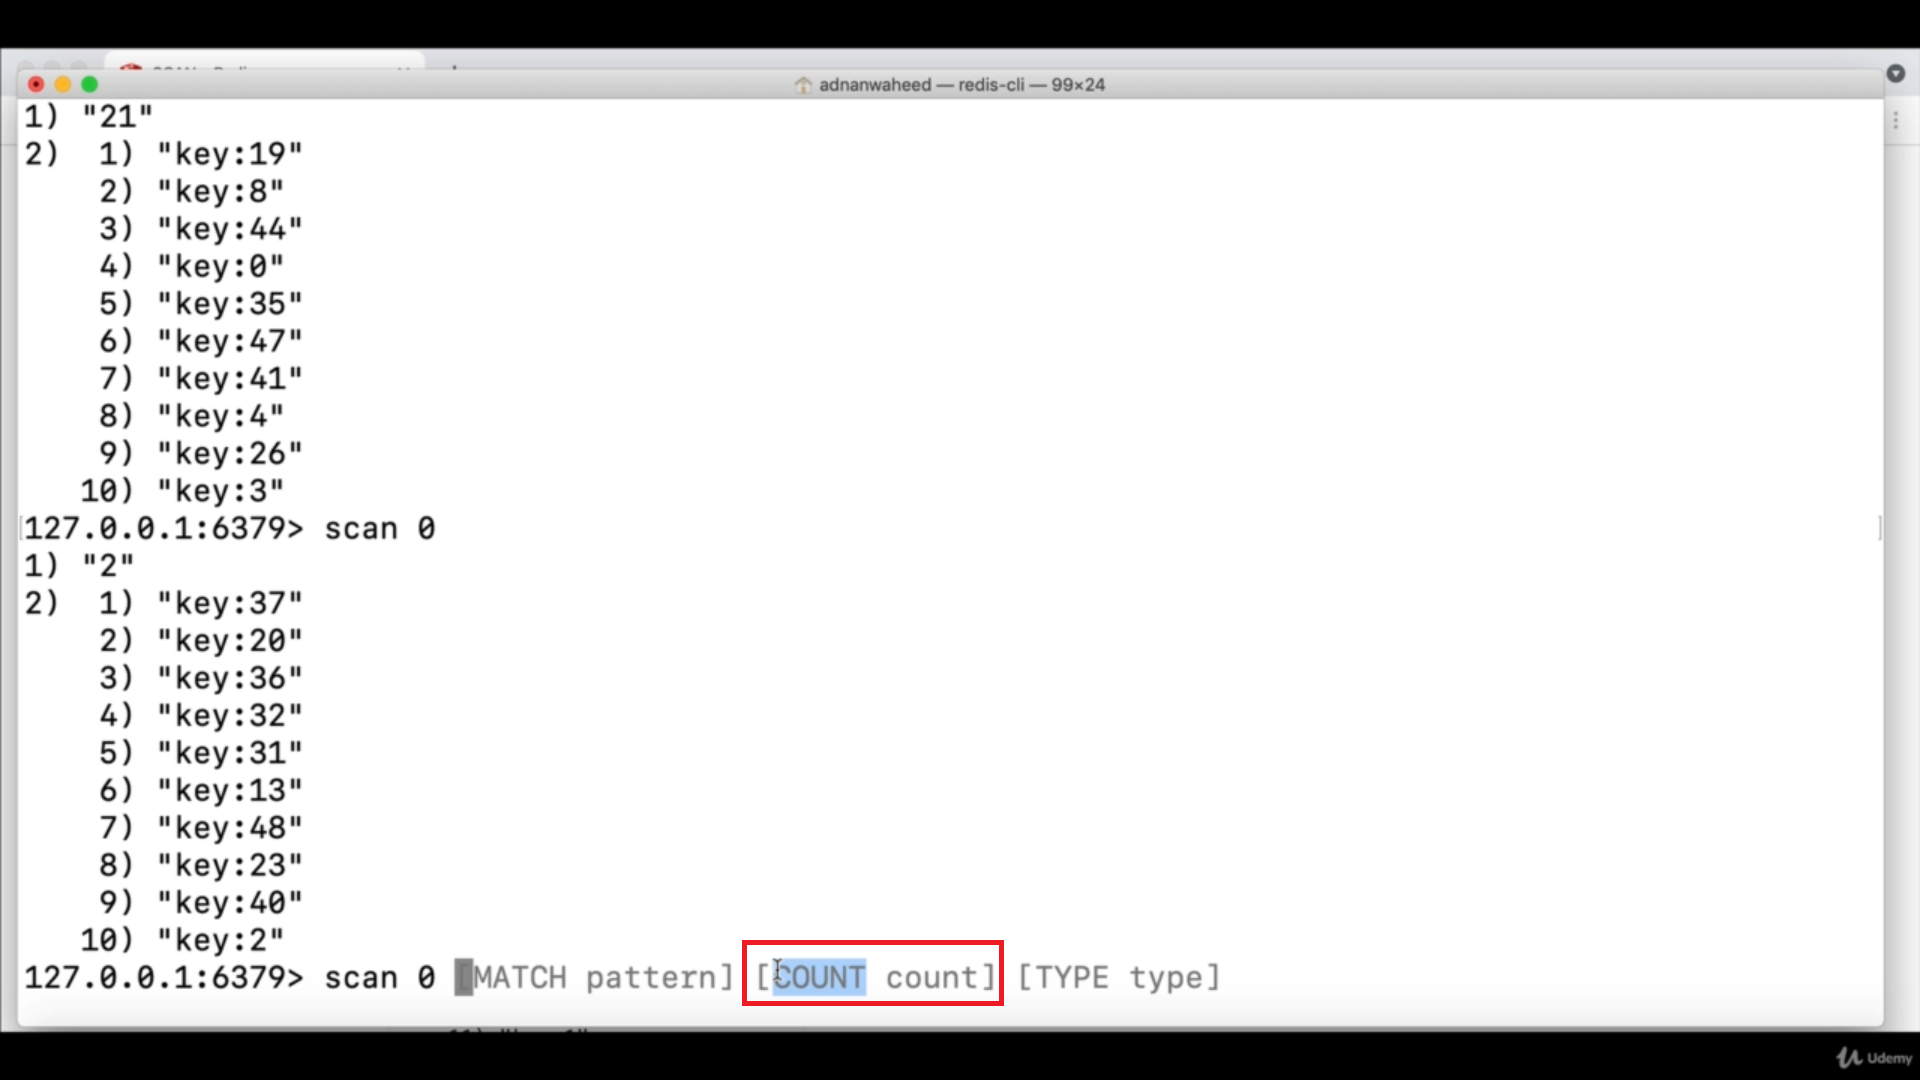 adnanwaheed — redis-cli — 99×24
1) "21"
2) 1) "key:19"
2) "key:8"
3) "key:44"
4) "key:0"
5) "key:35"
6) "key:47"
7) "key:41"
8) "key:4"
9) "key:26"
10) "key:3"
127.0.0.1:6379> scan 0
1) "2"
2) 1) "key:37"
2) "key:20"
3) "key:36"
4) "key:32"
5) "key:31"
6) "key:13"
7) "key:48"
8) "key:23"
9) "key:40"
10) "key:2"
127.0.0.1:6379> scan 0 [MATCH pattern] [COUNT count] [TYPE type]
Udemy